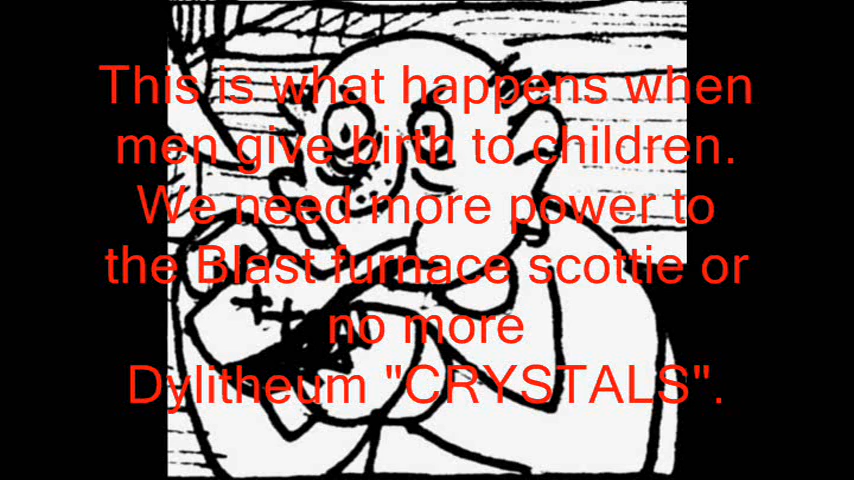 This is what happens when
men give birth to children.
We need more power to
the Blast furnace scottie or
no more
Dylitheum "CRYSTALS".